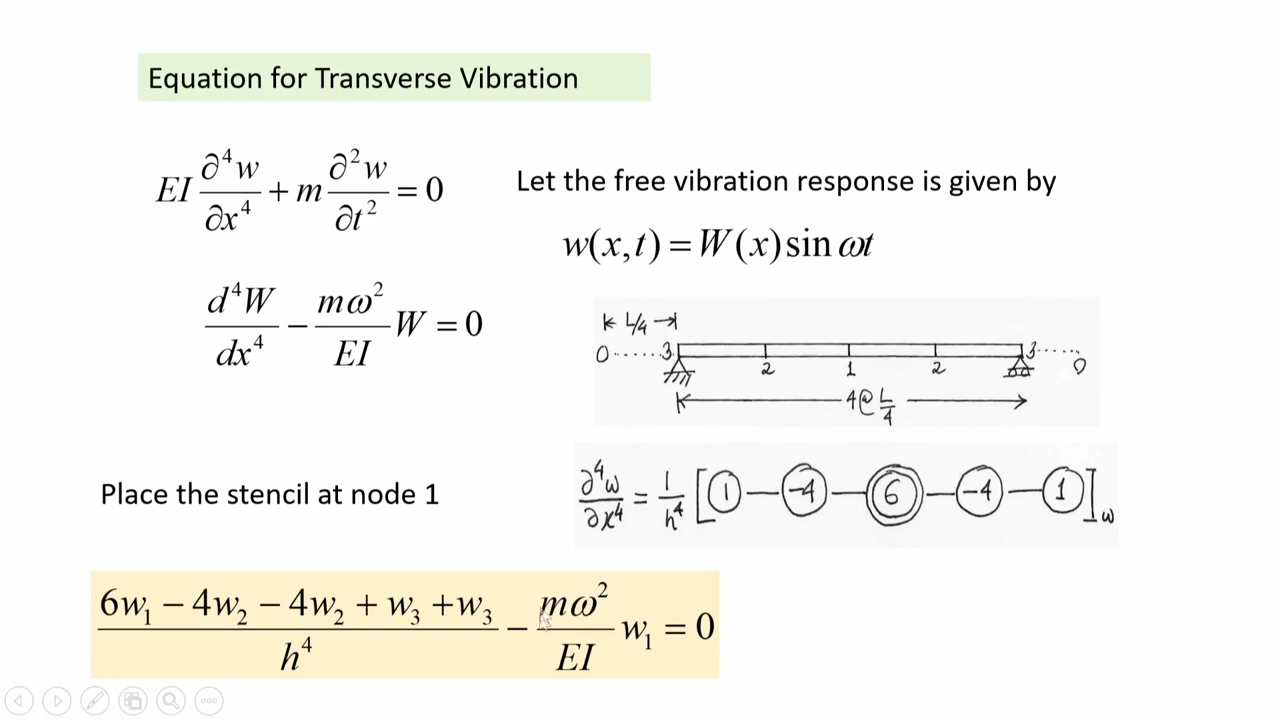 Equation for Transverse Vibration
EI ∂⁴w/∂x⁴ + m ∂²w/∂t² = 0
Let the free vibration response is given by
w(x,t) = W(x) sin ωt
d⁴W/dx⁴ − mω²/EI W = 0
L/4
0 3 3 0
2 1 2
4@L/4
Place the stencil at node 1
∂⁴w/∂x⁴ = 1/h⁴ [1 -4 6 -4 1]w
(6w₁ − 4w₂ − 4w₂ + w₃ + w₃)/h⁴ − mω²/EI w₁ = 0